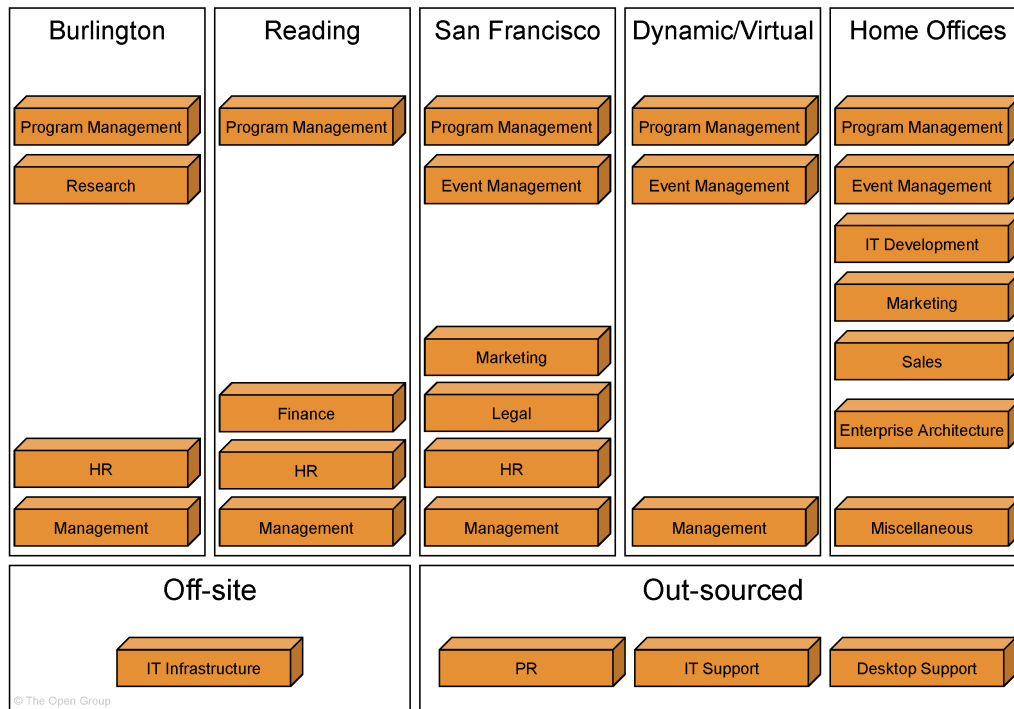 Burlington
Program Management
Research
HR
Management
Reading
Program Management
Finance
HR
Management
San Francisco
Program Management
Event Management
Marketing
Legal
HR
Management
Dynamic/Virtual
Program Management
Event Management
Management
Home Offices
Program Management
Event Management
IT Development
Marketing
Sales
Enterprise Architecture
Miscellaneous
Off-site
IT Infrastructure
© The Open Group
Out-sourced
PR
IT Support
Desktop Support